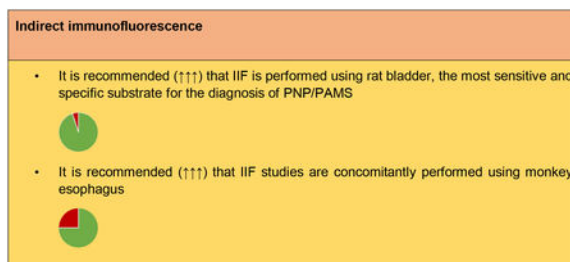 Indirect immunofluorescence
• It is recommended (↑↑↑) that IIF is performed using rat bladder, the most sensitive and
specific substrate for the diagnosis of PNP/PAMS
• It is recommended (↑↑↑) that IIF studies are concomitantly performed using monkey
esophagus